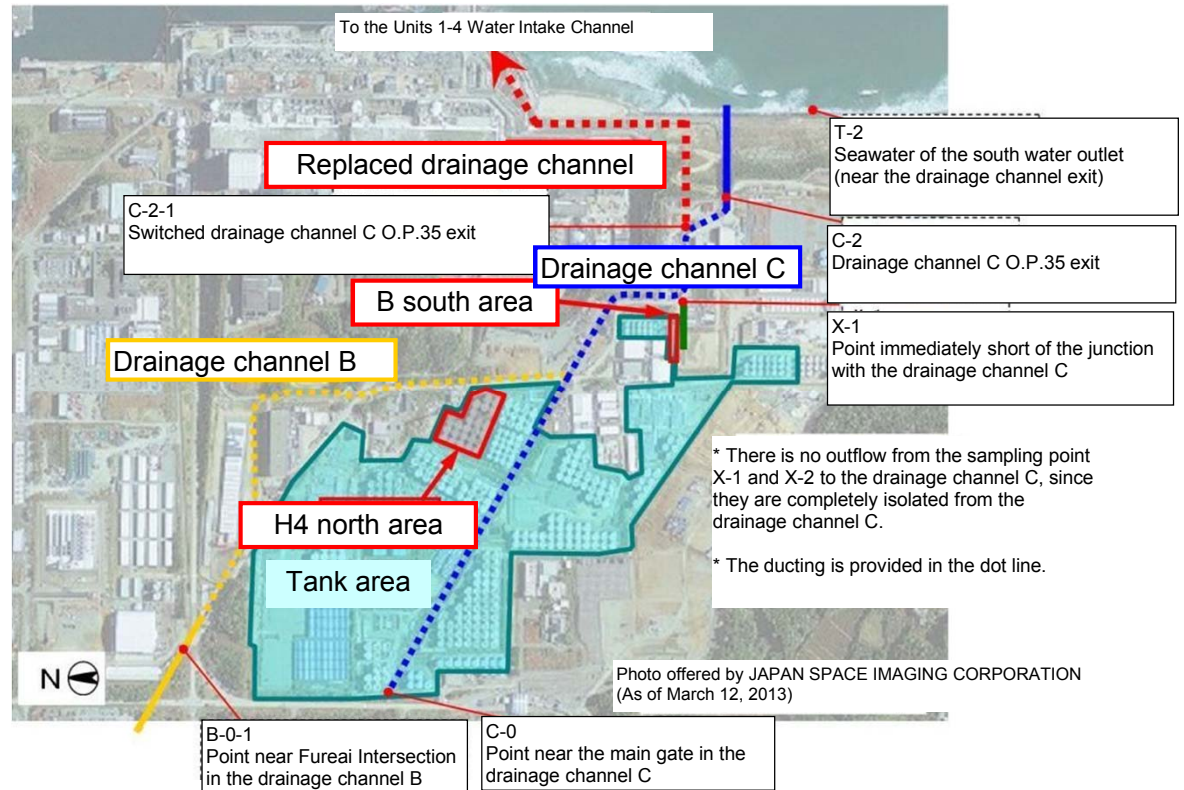 To the Units 1-4 Water Intake Channel
T-2
Seawater of the south water outlet
(near the drainage channel exit)
Replaced drainage channel
C-2-1
Switched drainage channel C O.P.35 exit
C-2
Drainage channel C O.P.35 exit
Drainage channel C
B south area
X-1
Point immediately short of the junction
with the drainage channel C
Drainage channel B
* There is no outflow from the sampling point
X-1 and X-2 to the drainage channel C, since
they are completely isolated from the
drainage channel C.
* The ducting is provided in the dot line.
H4 north area
Tank area
N
Photo offered by JAPAN SPACE IMAGING CORPORATION
(As of March 12, 2013)
B-0-1
Point near Fureai Intersection
in the drainage channel B
C-0
Point near the main gate in the
drainage channel C